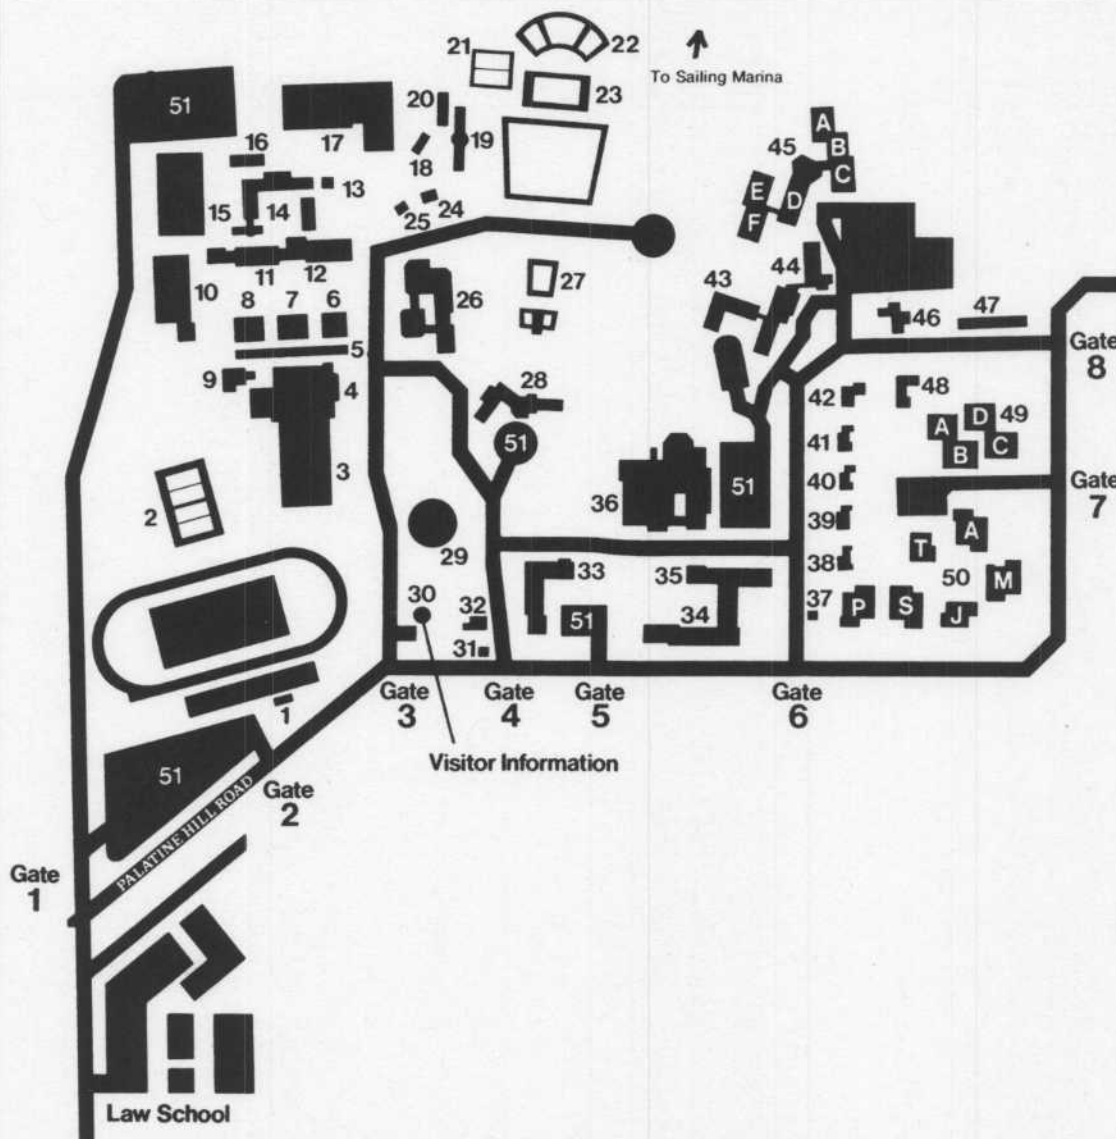 21
22
To Sailing Marina
51
20
23
17
19
A
16
18
45
B
C
13
E
D
15
14
24
F
25
11
12
43
44
27
10
26
8
7
6
46
47
5
Gate
8
9
4
28
42
48
D
49
A
C
41
B
51
3
51
40
Gate
7
36
2
39
A
29
T
38
33
35
50
M
30
37
32
34
P
S
J
51
31
Gate
3
Gate
4
Gate
5
Gate
6
1
Visitor Information
51
Gate
2
PALATINE HILL ROAD
Gate
1
Law School